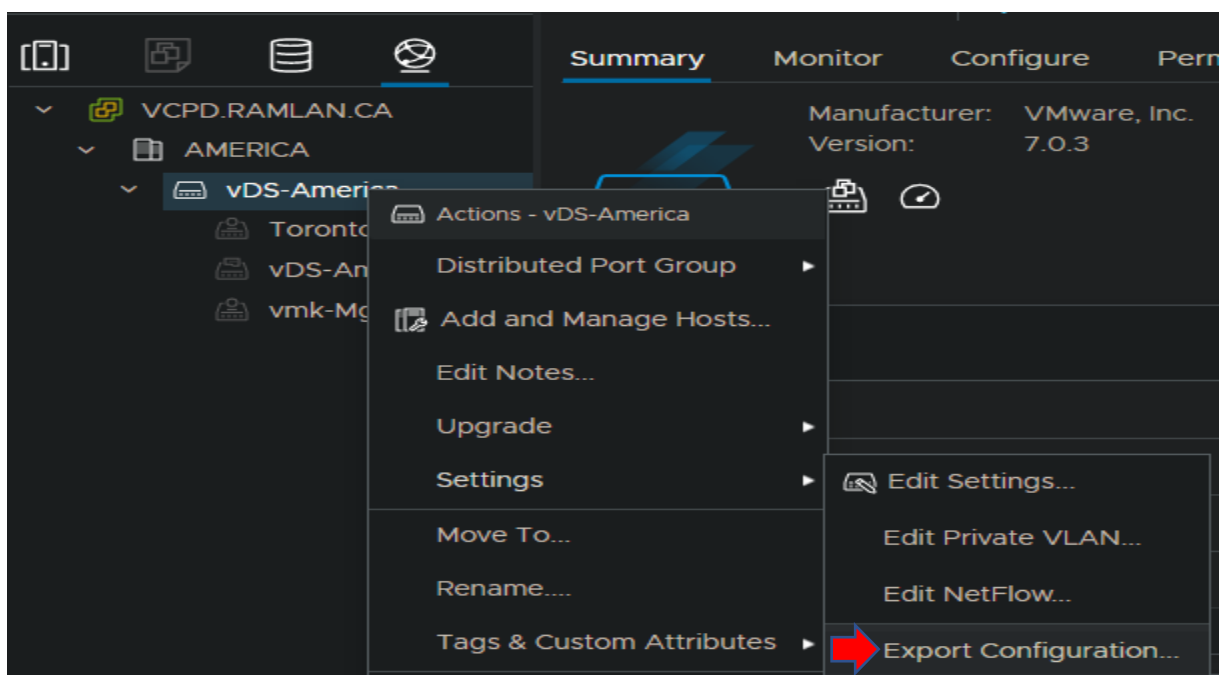 Summary Monitor Configure Perm
VCPD.RAMLAN.CA
Manufacturer: VMware, Inc.
AMERICA
Version: 7.0.3
vDS-America
Actions - vDS-America
Toronto
Distributed Port Group
vDS-Am
vmk-Mg
Add and Manage Hosts...
Edit Notes...
Upgrade
Settings
Edit Settings...
Move To...
Edit Private VLAN...
Rename....
Edit NetFlow...
Tags & Custom Attributes
Export Configuration...